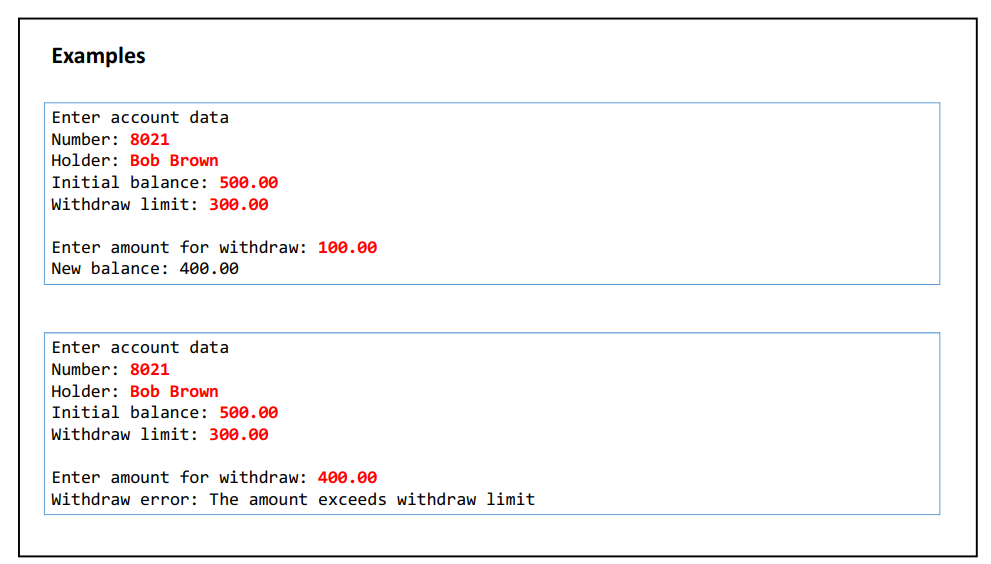 Examples
Enter account data
Number: 8021
Holder: Bob Brown
Initial balance: 500.00
Withdraw limit: 300.00
Enter amount for withdraw: 100.00
New balance: 400.00
Enter account data
Number: 8021
Holder: Bob Brown
Initial balance: 500.00
Withdraw limit: 300.00
Enter amount for withdraw: 400.00
Withdraw error: The amount exceeds withdraw limit